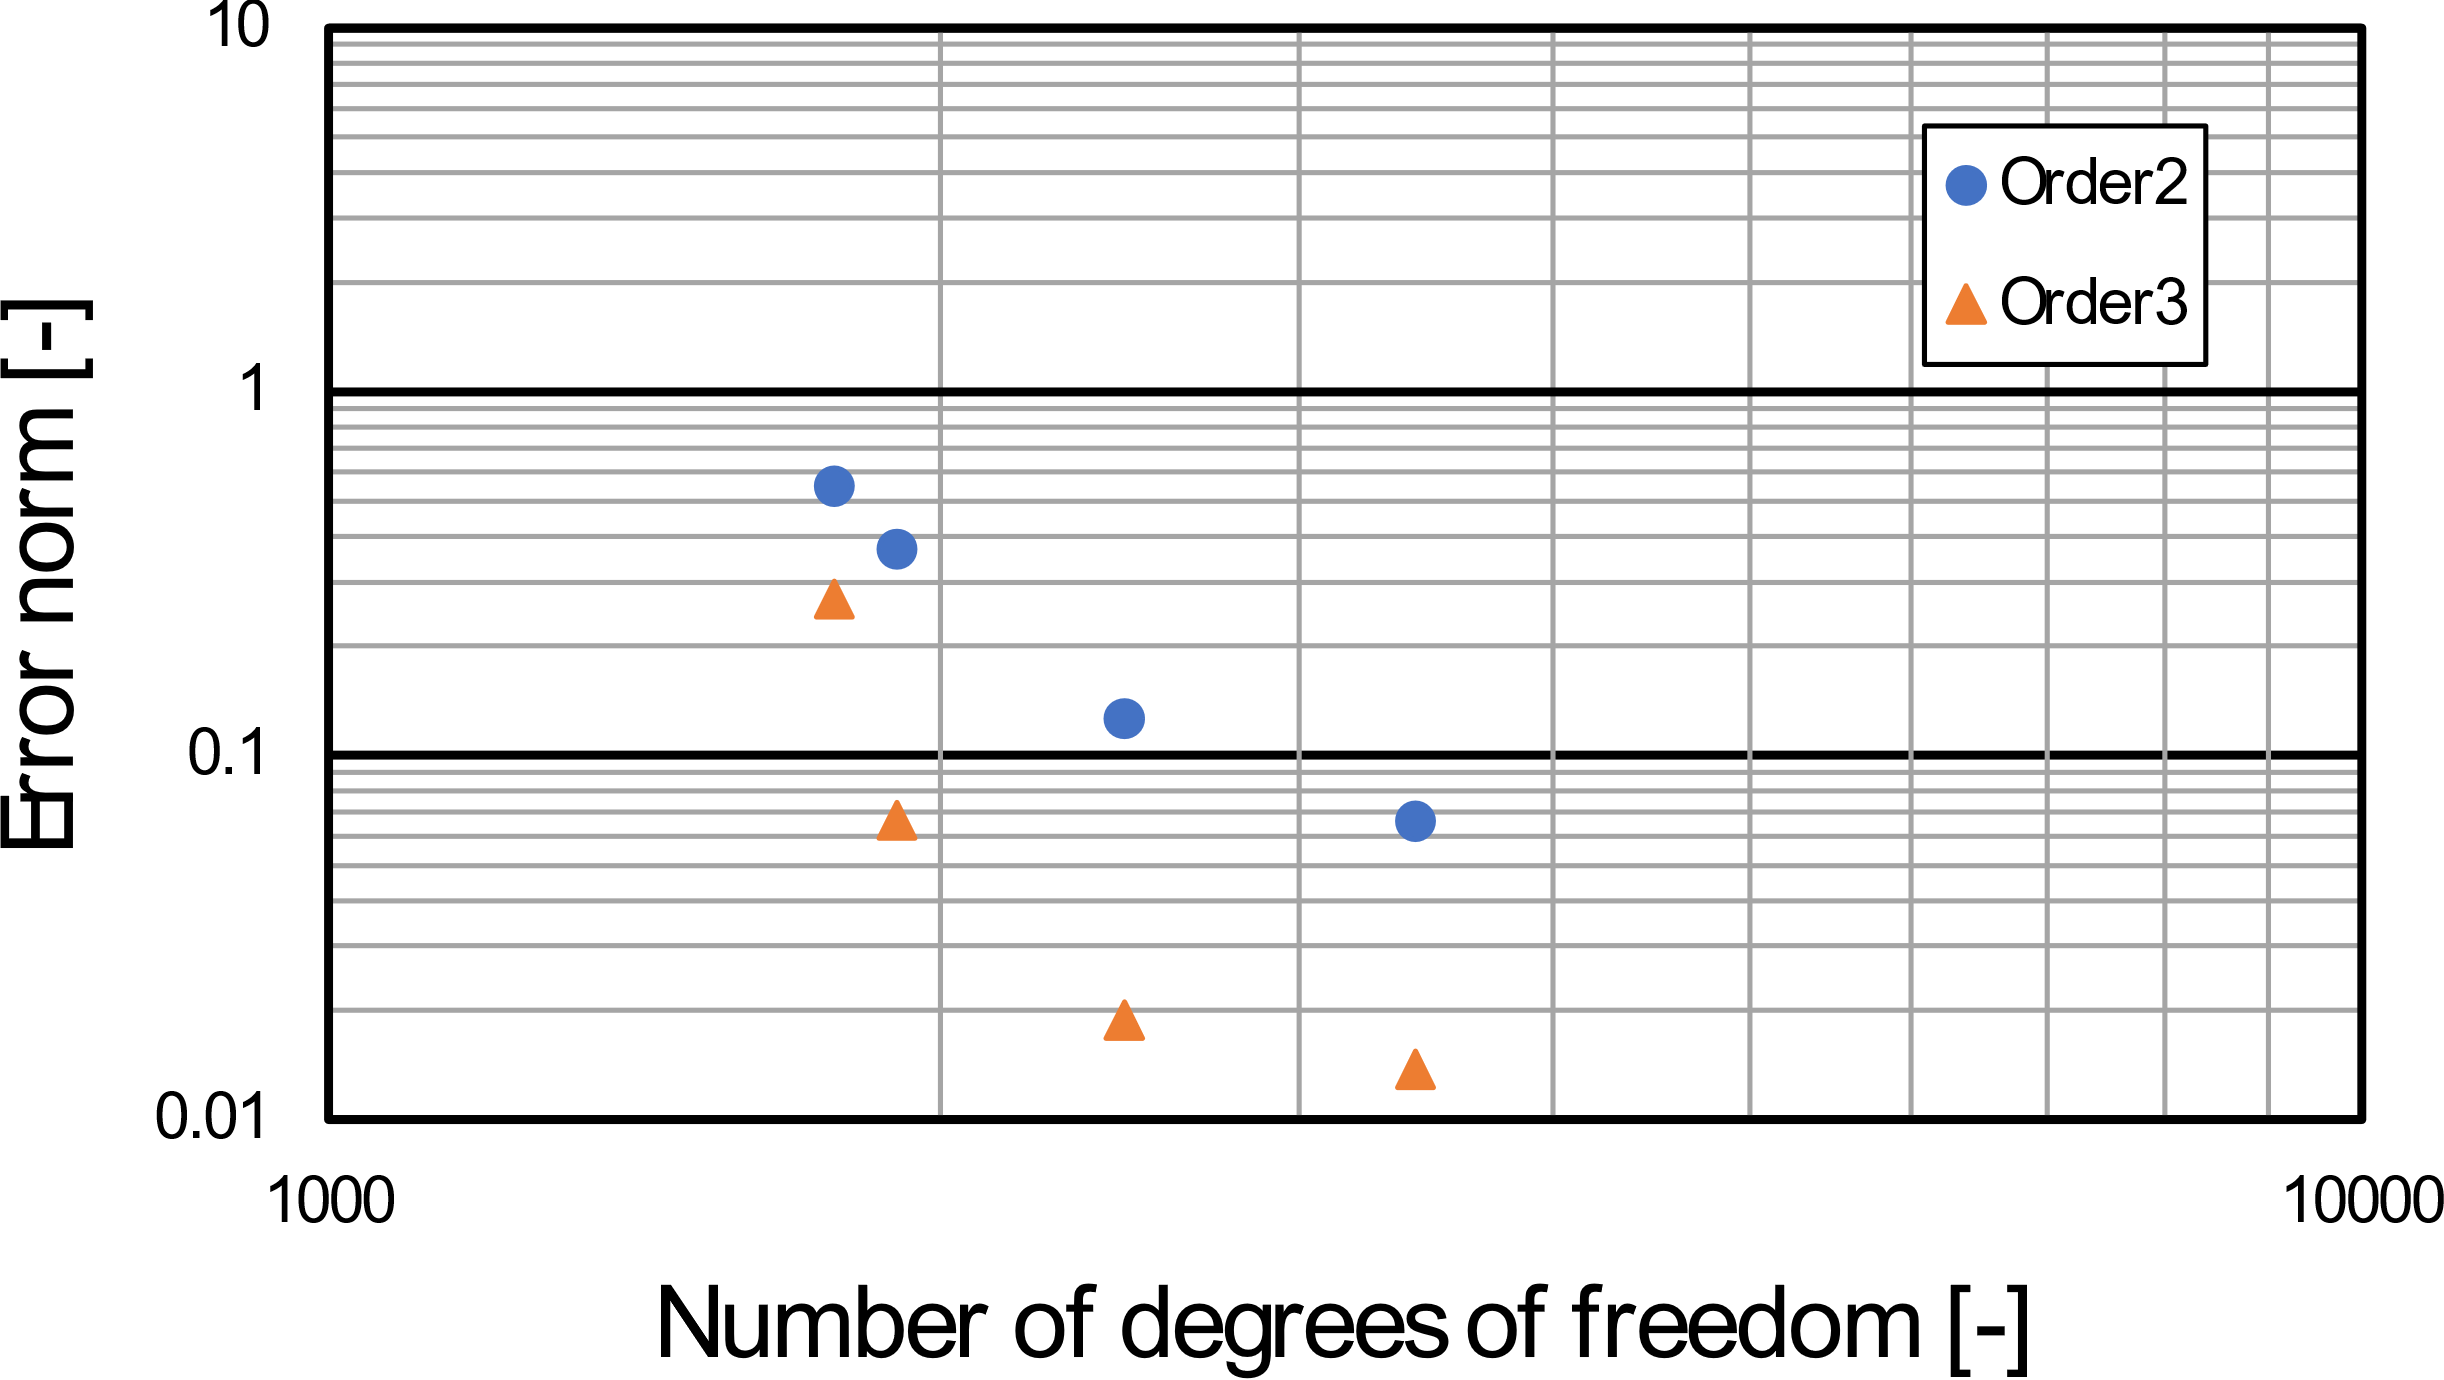 10
1
0.1
0.01
Error norm [-]
Order2
Order3
1000
10000
Number of degrees of freedom [-]